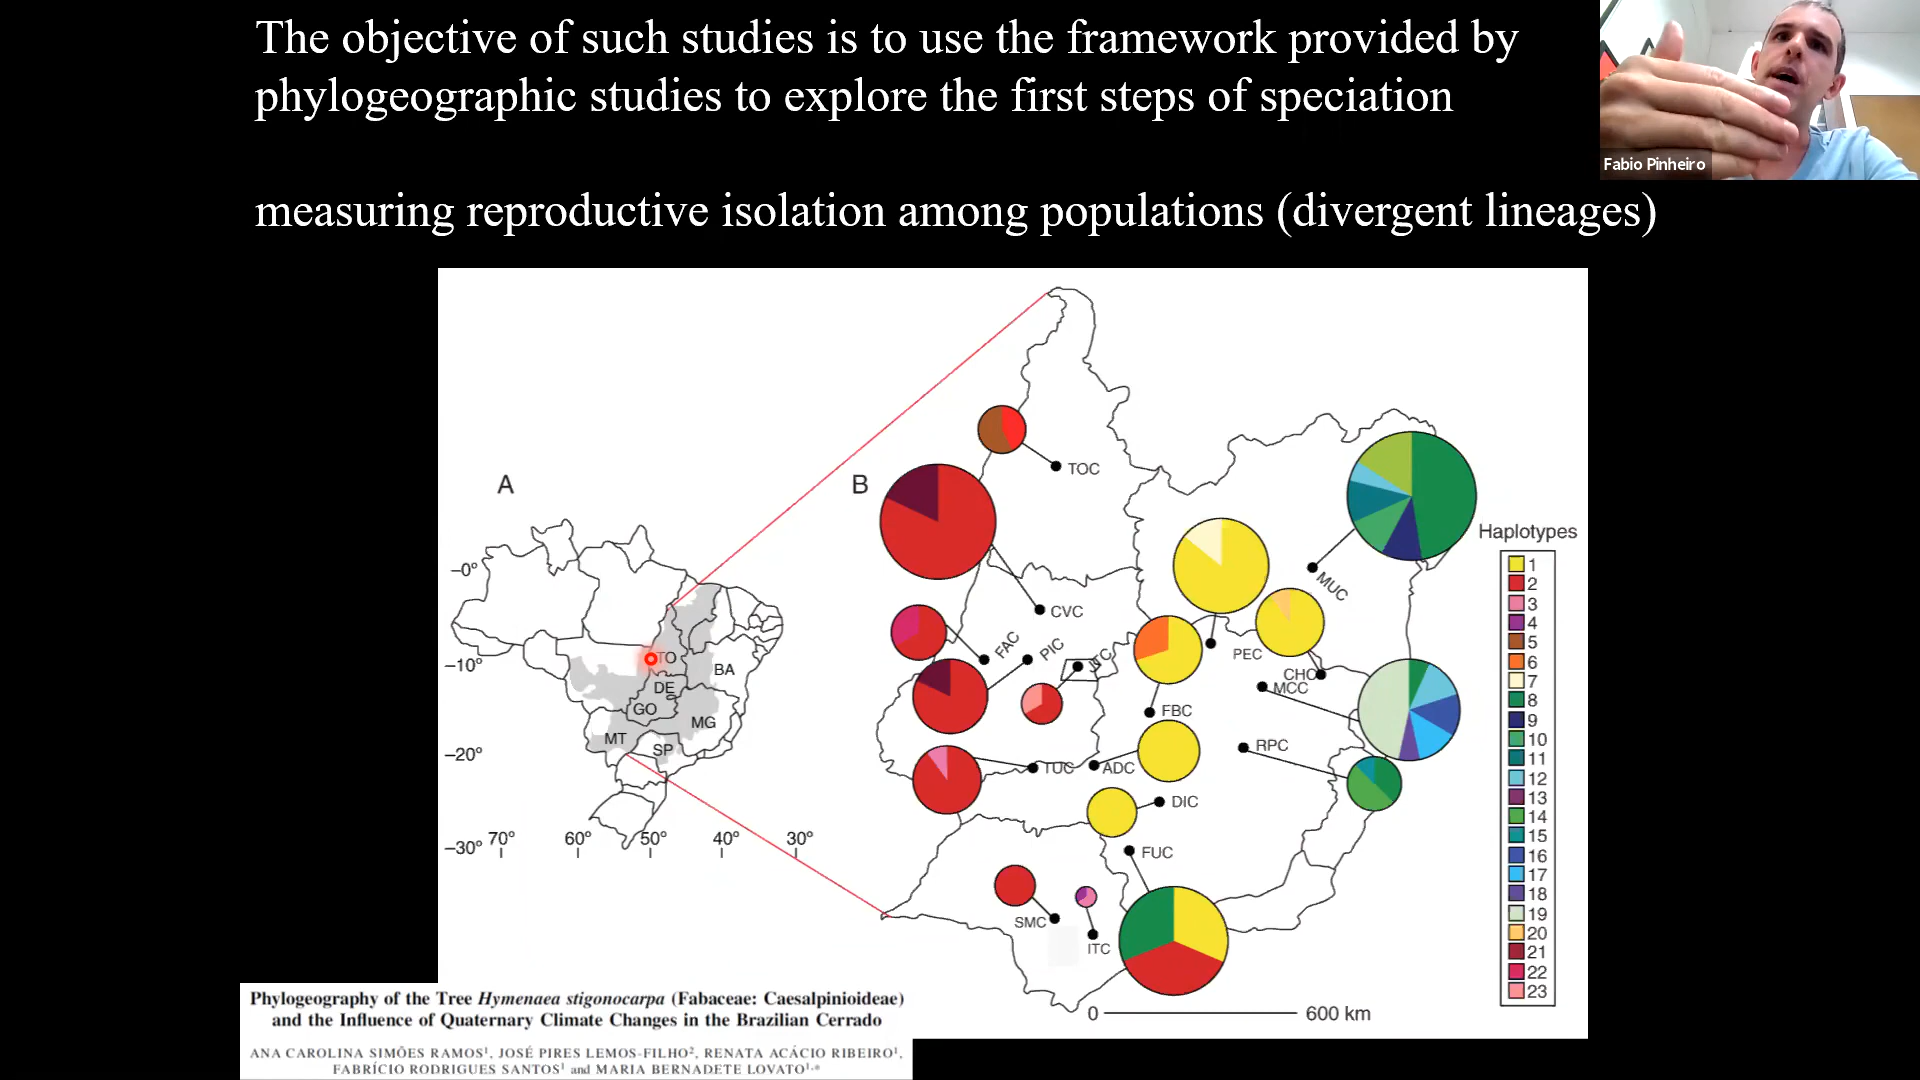 The objective of such studies is to use the framework provided by
phylogeographic studies to explore the first steps of speciation
measuring reproductive isolation among populations (divergent lineages)
Fabio Pinheiro
A
-0°
-10°
-20°
-30°
70°
60°
50°
40°
30°
TO
BA
DF
GO
MG
MT
SP
B
TOC
CVC
FAC
PIC
JTC
TUC
SMC
ITC
FUC
DIC
ADC
FBC
PEC
CHC
MCC
RPC
MUC
0
600 km
Haplotypes
1
2
3
4
5
6
7
8
9
10
11
12
13
14
15
16
17
18
19
20
21
22
23
Phylogeography of the Tree Hymenaea stigonocarpa (Fabaceae: Caesalpinioideae)
and the Influence of Quaternary Climate Changes in the Brazilian Cerrado
ANA CAROLINA SIMÕES RAMOS¹, JOSÉ PIRES LEMOS-FILHO², RENATA ACÁCIO RIBEIRO¹,
FABRÍCIO RODRIGUES SANTOS¹ and MARIA BERNADETE LOVATO¹,*